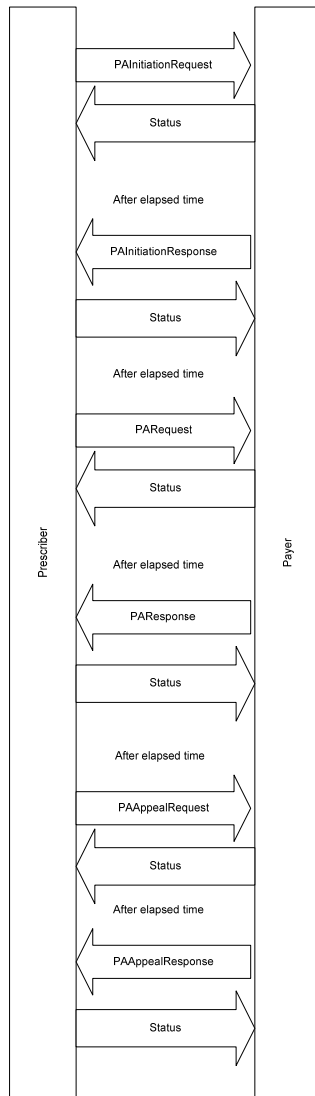 PAInitiationRequest
Status
After elapsed time
PAInitiationResponse
Status
After elapsed time
PARequest
Status
Prescriber
Payer
After elapsed time
PAResponse
Status
After elapsed time
PAAppealRequest
Status
After elapsed time
PAAppealResponse
Status